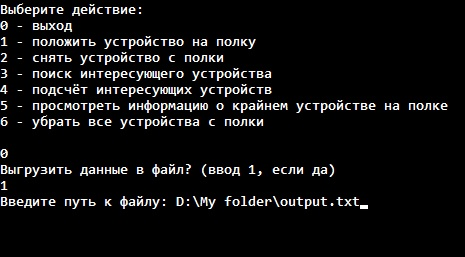 Выберите действие:
0 - выход
1 - положить устройство на полку
2 - снять устройство с полки
3 - поиск интересующего устройства
4 - подсчёт интересующих устройств
5 - просмотреть информацию о крайнем устройстве на полке
6 - убрать все устройства с полки
0
Выгрузить данные в файл? (ввод 1, если да)
1
Введите путь к файлу: D:\My folder\output.txt